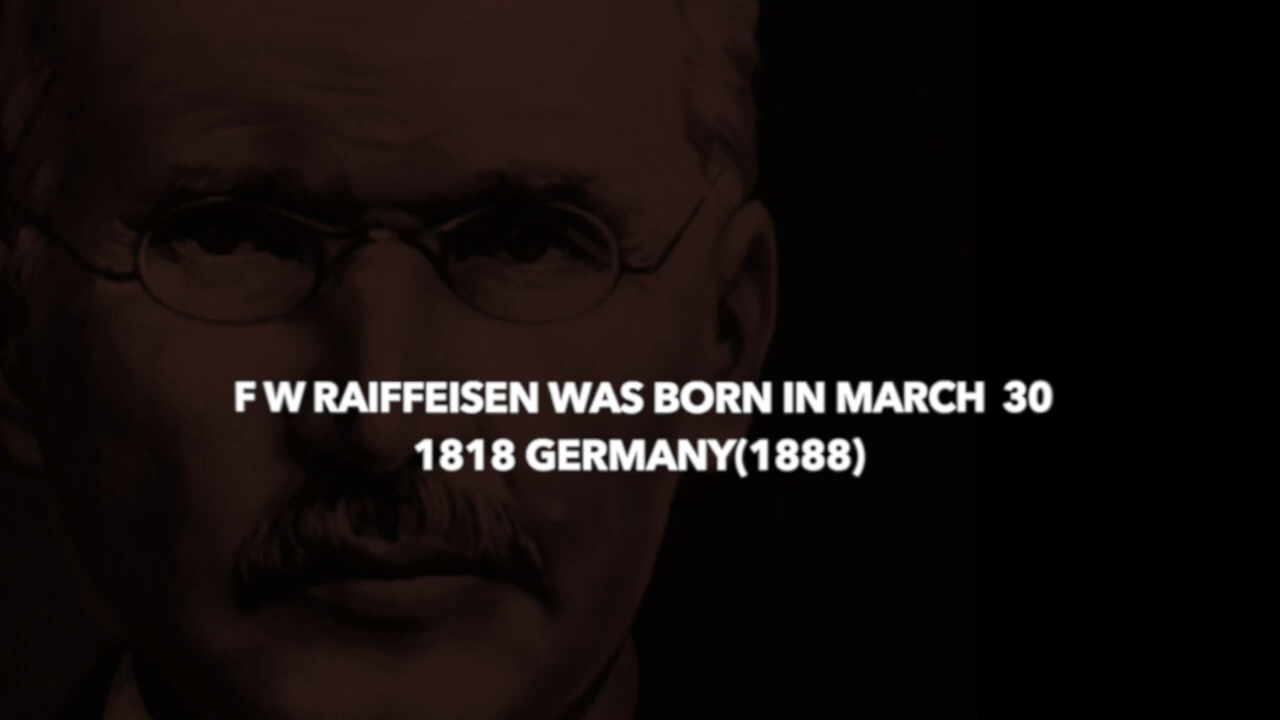 F W RAIFFEISEN WAS BORN IN MARCH  30
1818 GERMANY(1888)